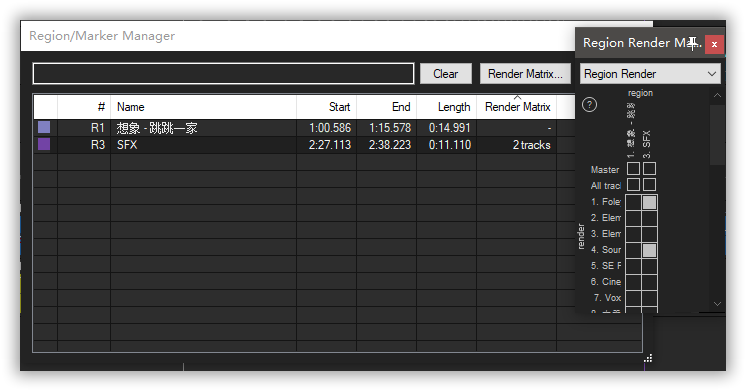 Region/Marker Manager
Clear
Render Matrix...
# Name Start End Length Render Matrix
R1 想象 - 跳跳一家 1:00.586 1:15.578 0:14.991 -
R3 SFX 2:27.113 2:38.223 0:11.110 2 tracks
Region Render Ma...
x
Region Render
region
?
1. 想象 - 跳
3. SFX
render
Master
All track
1. Fole
2. Elem
3. Elem
4. Sour
5. SE F
6. Cine
7. Vox